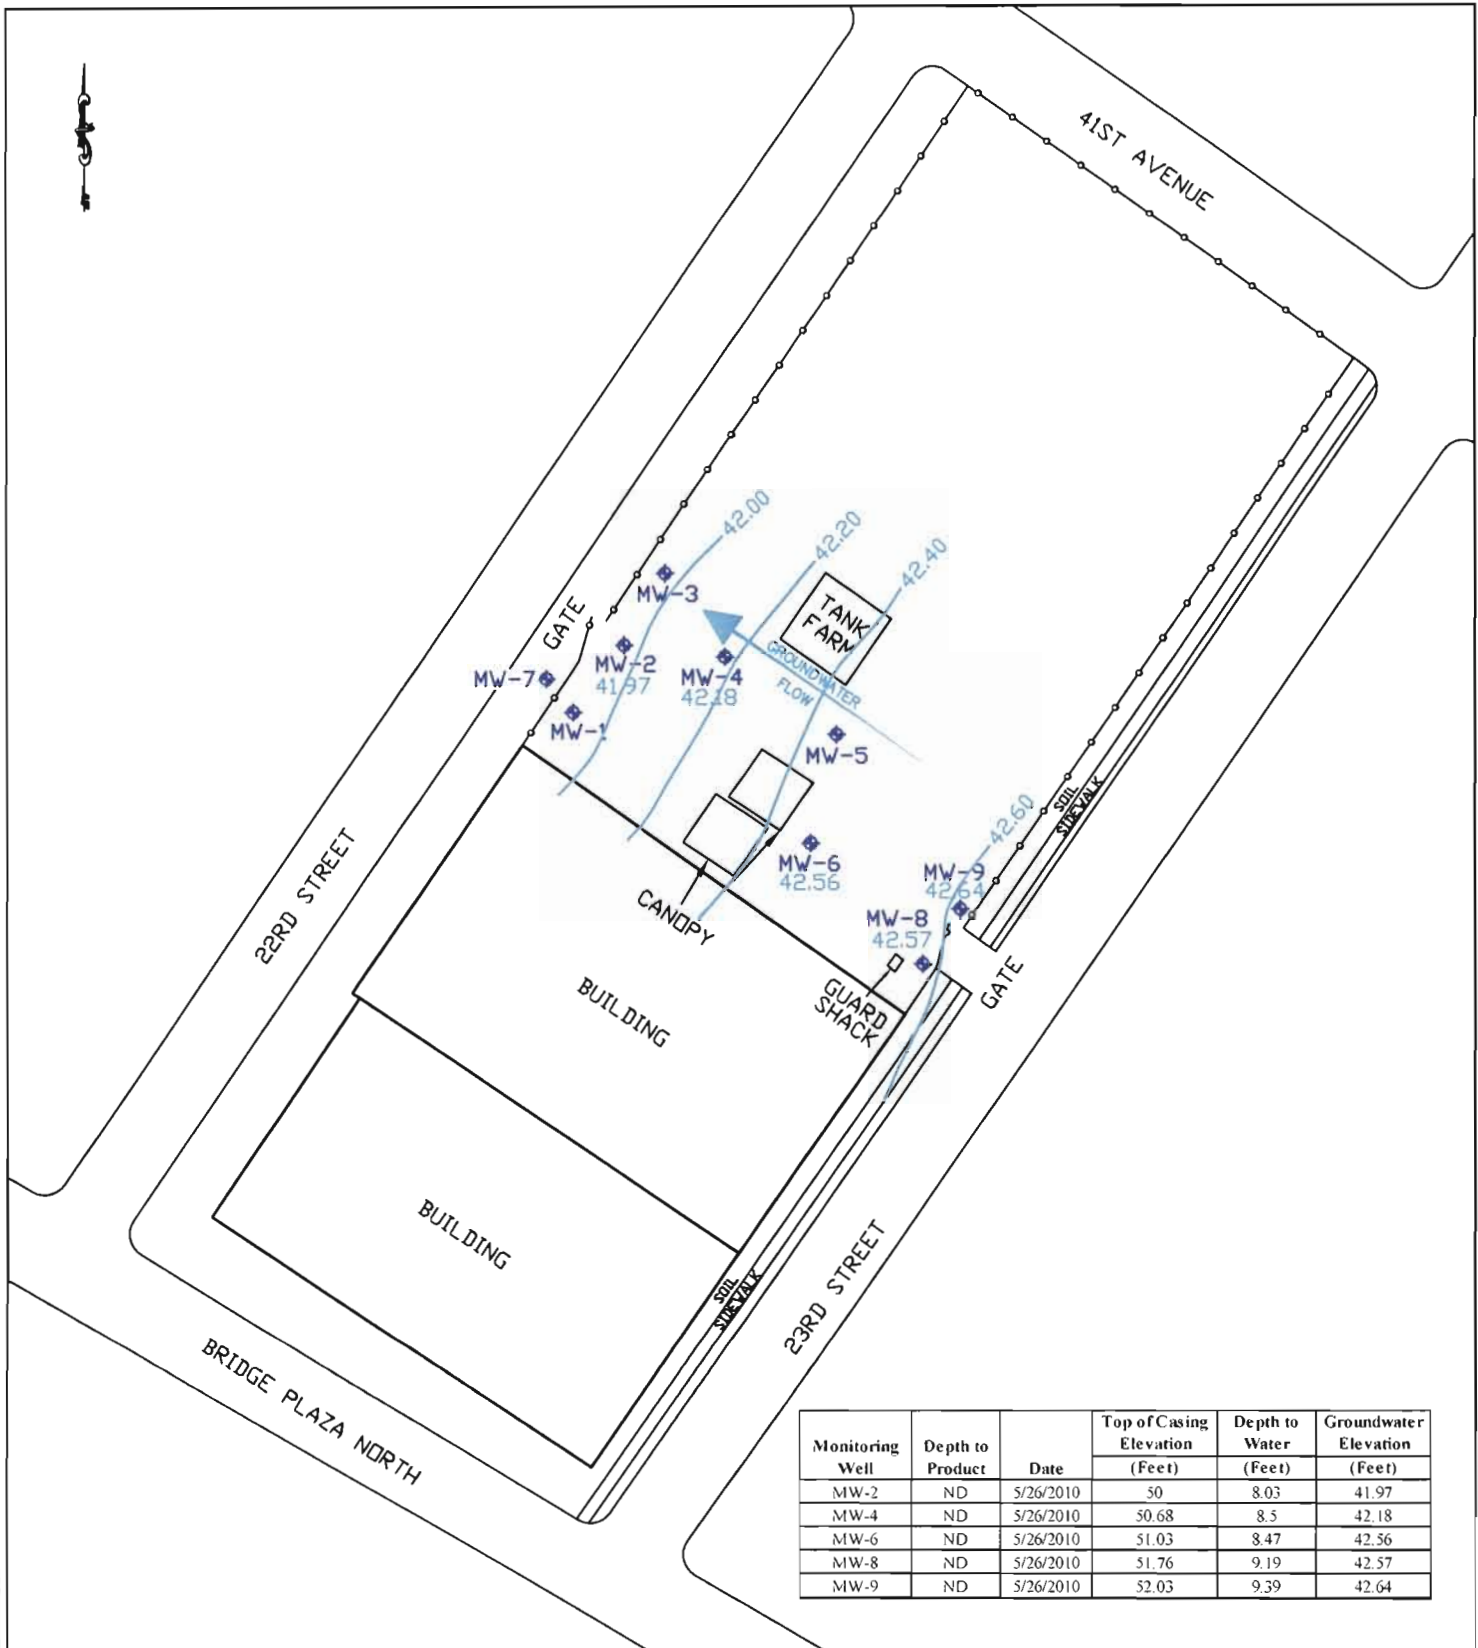 41ST AVENUE
42.00
42.20
42.40
TANK
FARM
MW-3
GATE
MW-2
41.97
MW-4
42.18
GROUNDWATER
FLOW
MW-7
MW-1
MW-5
SOIL
SIDEWALK
42.60
MW-6
42.56
MW-9
42.64
MW-8
42.57
22RD STREET
CANOPY
GATE
GUARD
SHACK
BUILDING
BUILDING
SOIL
SIDEWALK
23RD STREET
BRIDGE PLAZA NORTH
Monitoring Well Depth to Product Date Top of Casing Elevation (Feet) Depth to Water (Feet) Groundwater Elevation (Feet)
MW-2 ND 5/26/2010 50 8.03 41.97
MW-4 ND 5/26/2010 50.68 8.5 42.18
MW-6 ND 5/26/2010 51.03 8.47 42.56
MW-8 ND 5/26/2010 51.76 9.19 42.57
MW-9 ND 5/26/2010 52.03 9.39 42.64